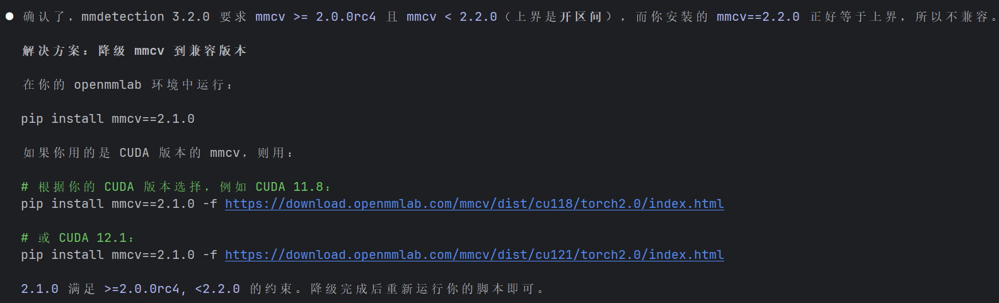 确认了，mmdetection 3.2.0 要求 mmcv >= 2.0.0rc4 且 mmcv < 2.2.0（上界是开区间），而你安装的 mmcv==2.2.0 正好等于上界，所以不兼容。
解决方案：降级 mmcv 到兼容版本
在你的 openmmlab 环境中运行：
pip install mmcv==2.1.0
如果你用的是 CUDA 版本的 mmcv，则用：
# 根据你的 CUDA 版本选择，例如 CUDA 11.8：
pip install mmcv==2.1.0 -f https://download.openmmlab.com/mmcv/dist/cu118/torch2.0/index.html
# 或 CUDA 12.1：
pip install mmcv==2.1.0 -f https://download.openmmlab.com/mmcv/dist/cu121/torch2.0/index.html
2.1.0 满足 >=2.0.0rc4, <2.2.0 的约束。降级完成后重新运行你的脚本即可。